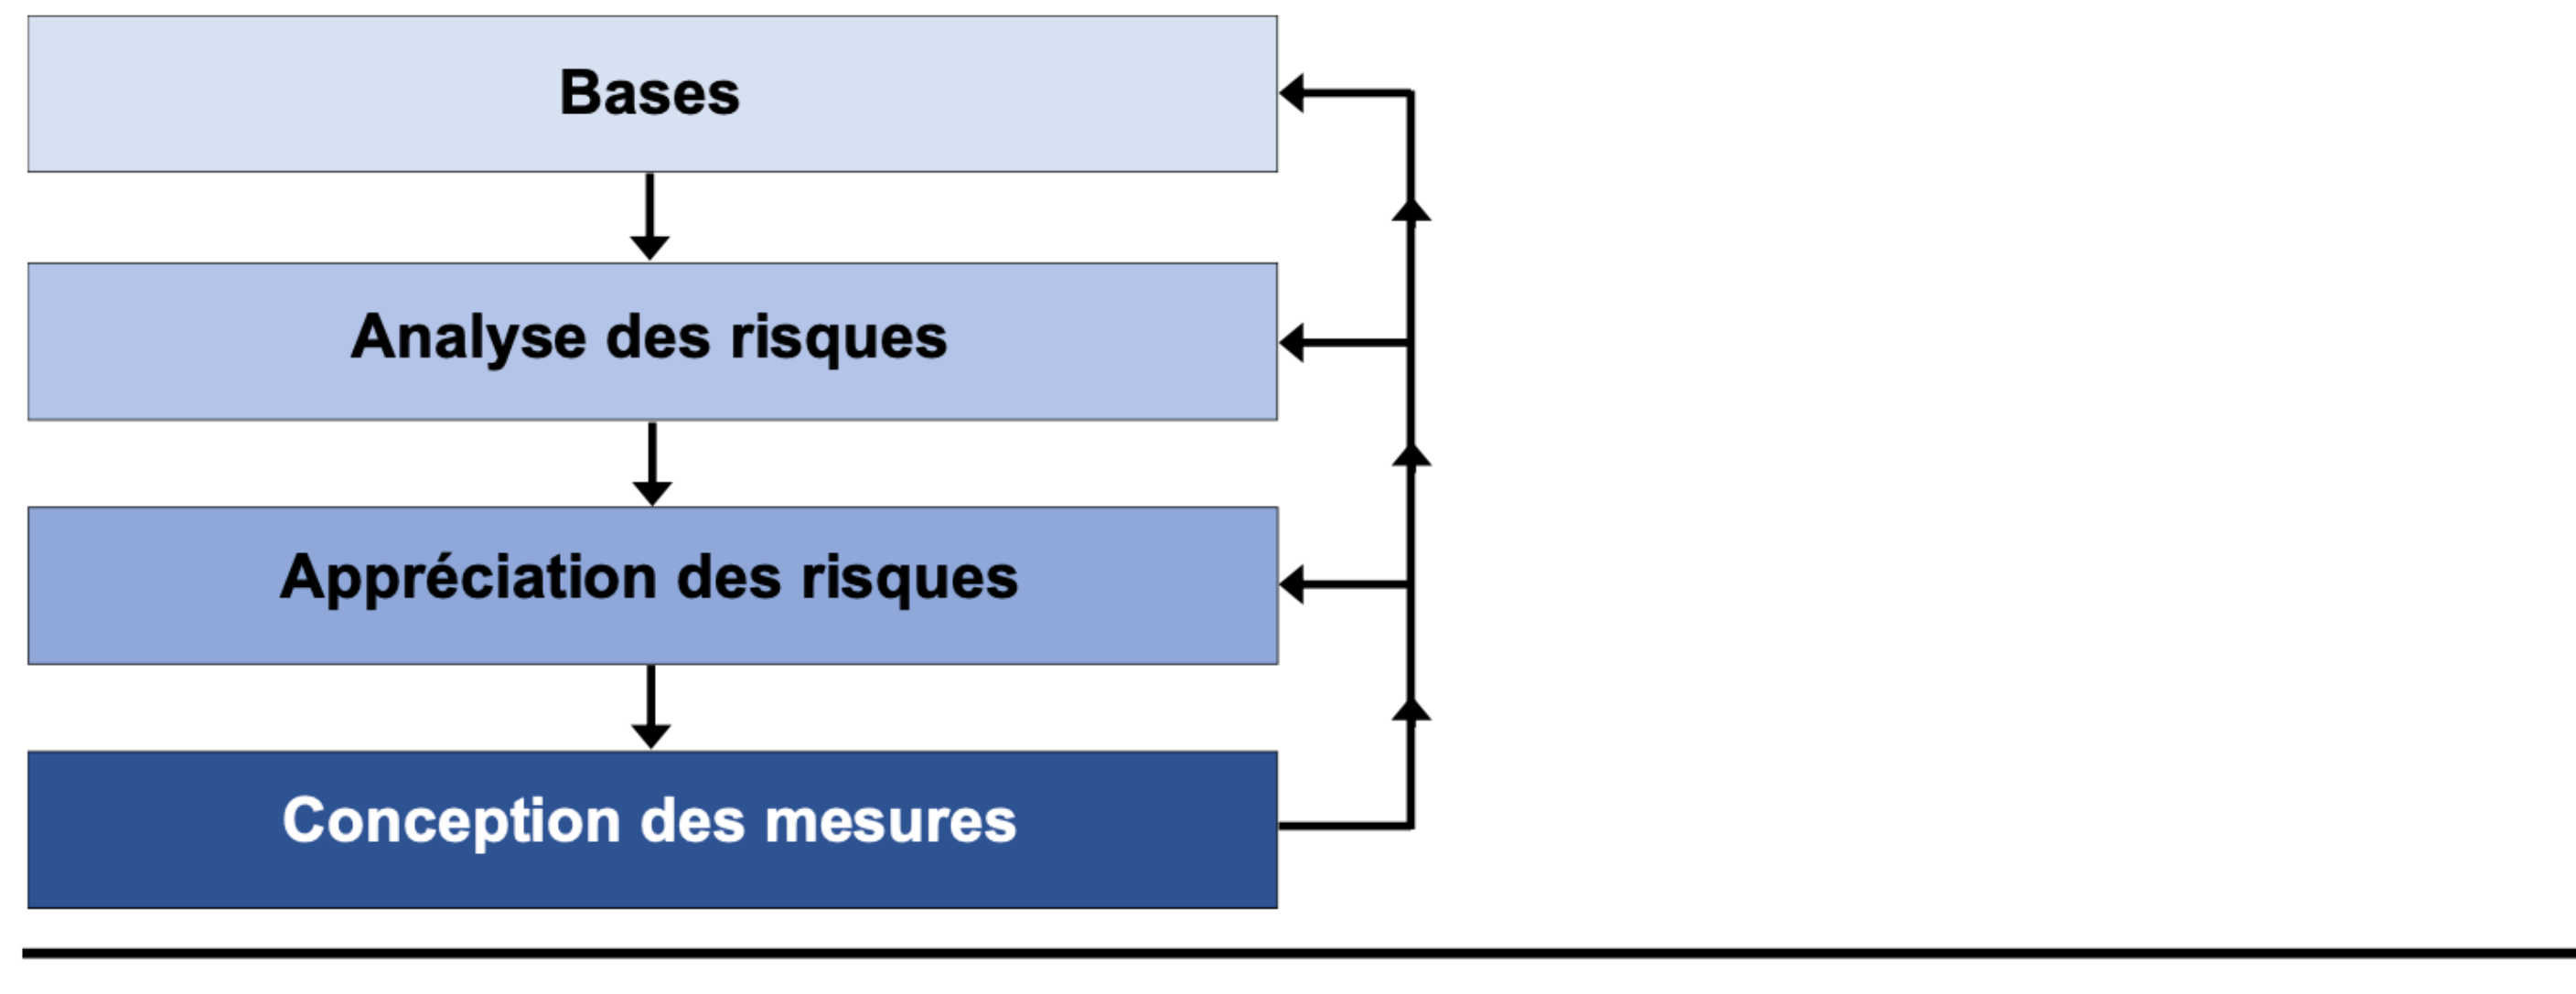 Bases
Analyse des risques
Appréciation des risques
Conception des mesures